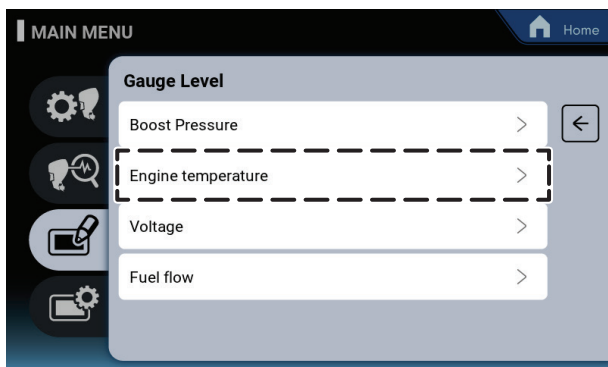 MAIN MENU
Home
Gauge Level
Boost Pressure
Engine temperature
Voltage
Fuel flow